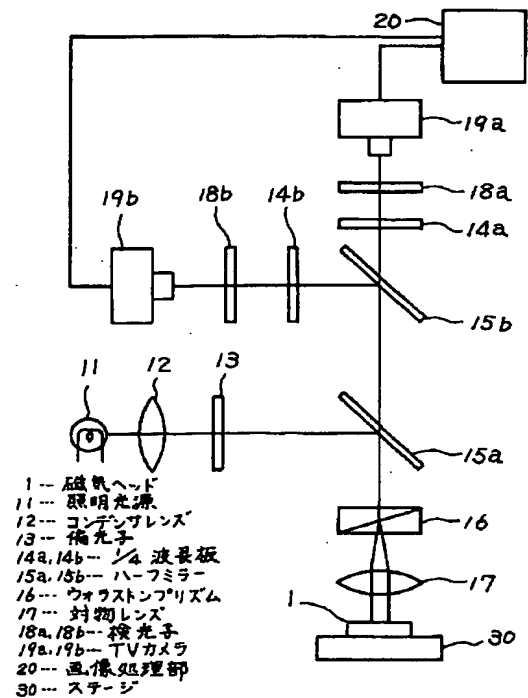 20
19a
18a
14a
19b
18b
14b
15b
11
12
13
15a
16
17
1
30
1--- 磁気ヘッド
11--- 照明光源
12--- コンデンサレンズ
13--- 偏光子
14a,14b--- 1/4 波長板
15a,15b--- ハーフミラー
16--- ウォラストンプリズム
17--- 対物レンズ
18a,18b--- 検光子
19a,19b--- TVカメラ
20--- 画像処理部
30--- ステージ